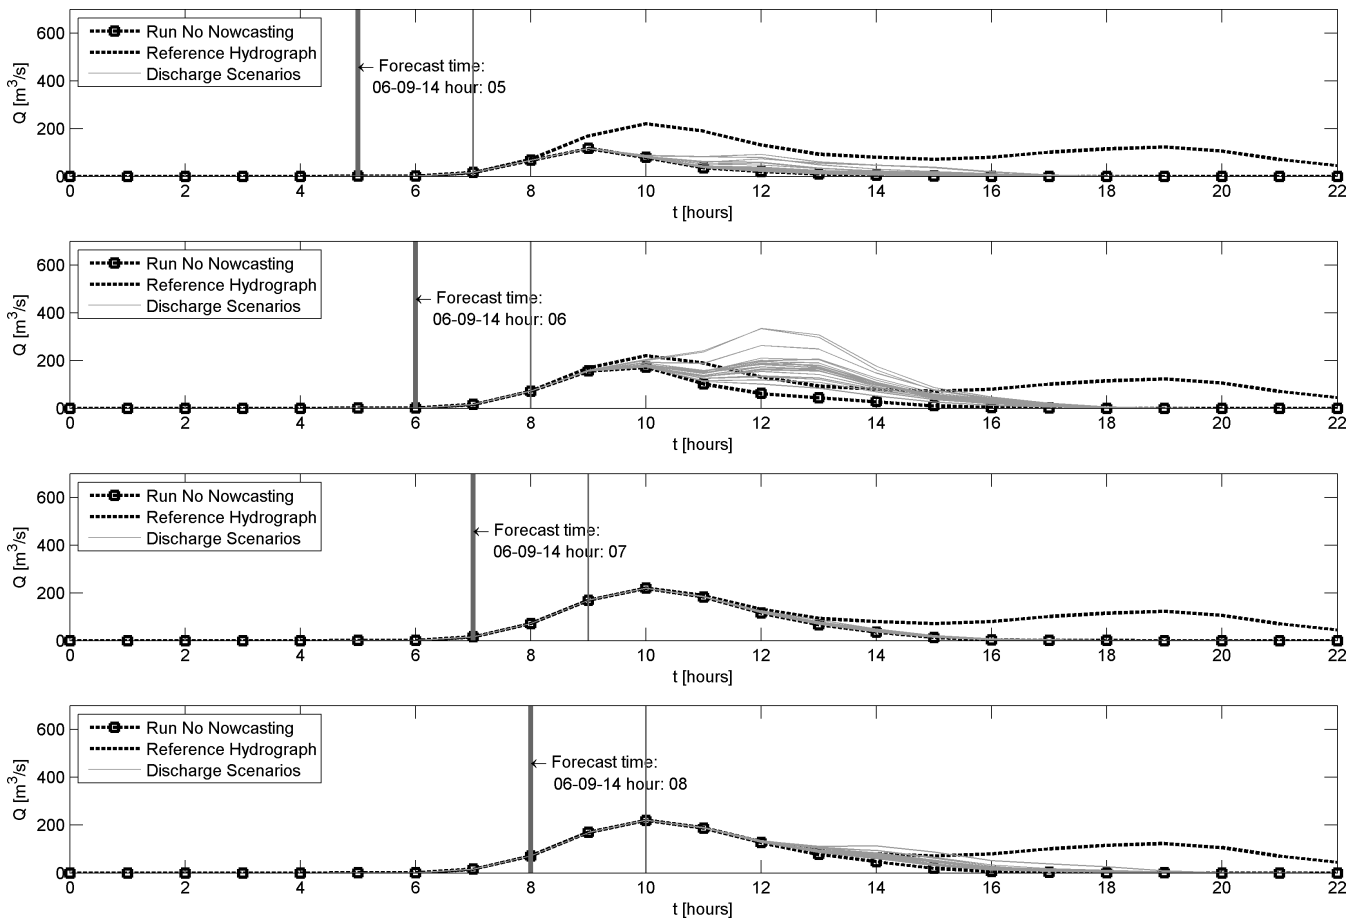 600
400
200
0
Q [m³/s]
Run No Nowcasting
Reference Hydrograph
Discharge Scenarios
← Forecast time:
06-09-14 hour: 05
0 2 4 6 8 10 12 14 16 18 20 22
t [hours]
600
400
200
0
Q [m³/s]
Run No Nowcasting
Reference Hydrograph
Discharge Scenarios
← Forecast time:
06-09-14 hour: 06
0 2 4 6 8 10 12 14 16 18 20 22
t [hours]
600
400
200
0
Q [m³/s]
Run No Nowcasting
Reference Hydrograph
Discharge Scenarios
← Forecast time:
06-09-14 hour: 07
0 2 4 6 8 10 12 14 16 18 20 22
t [hours]
600
400
200
0
Q [m³/s]
Run No Nowcasting
Reference Hydrograph
Discharge Scenarios
← Forecast time:
06-09-14 hour: 08
0 2 4 6 8 10 12 14 16 18 20 22
t [hours]